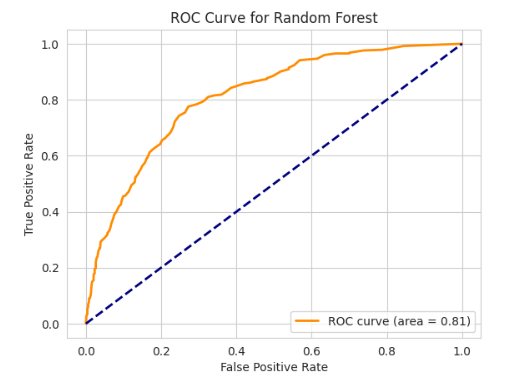 ROC Curve for Random Forest
1.0
0.8
0.6
0.4
0.2
0.0
True Positive Rate
ROC curve (area = 0.81)
0.0 0.2 0.4 0.6 0.8 1.0
False Positive Rate